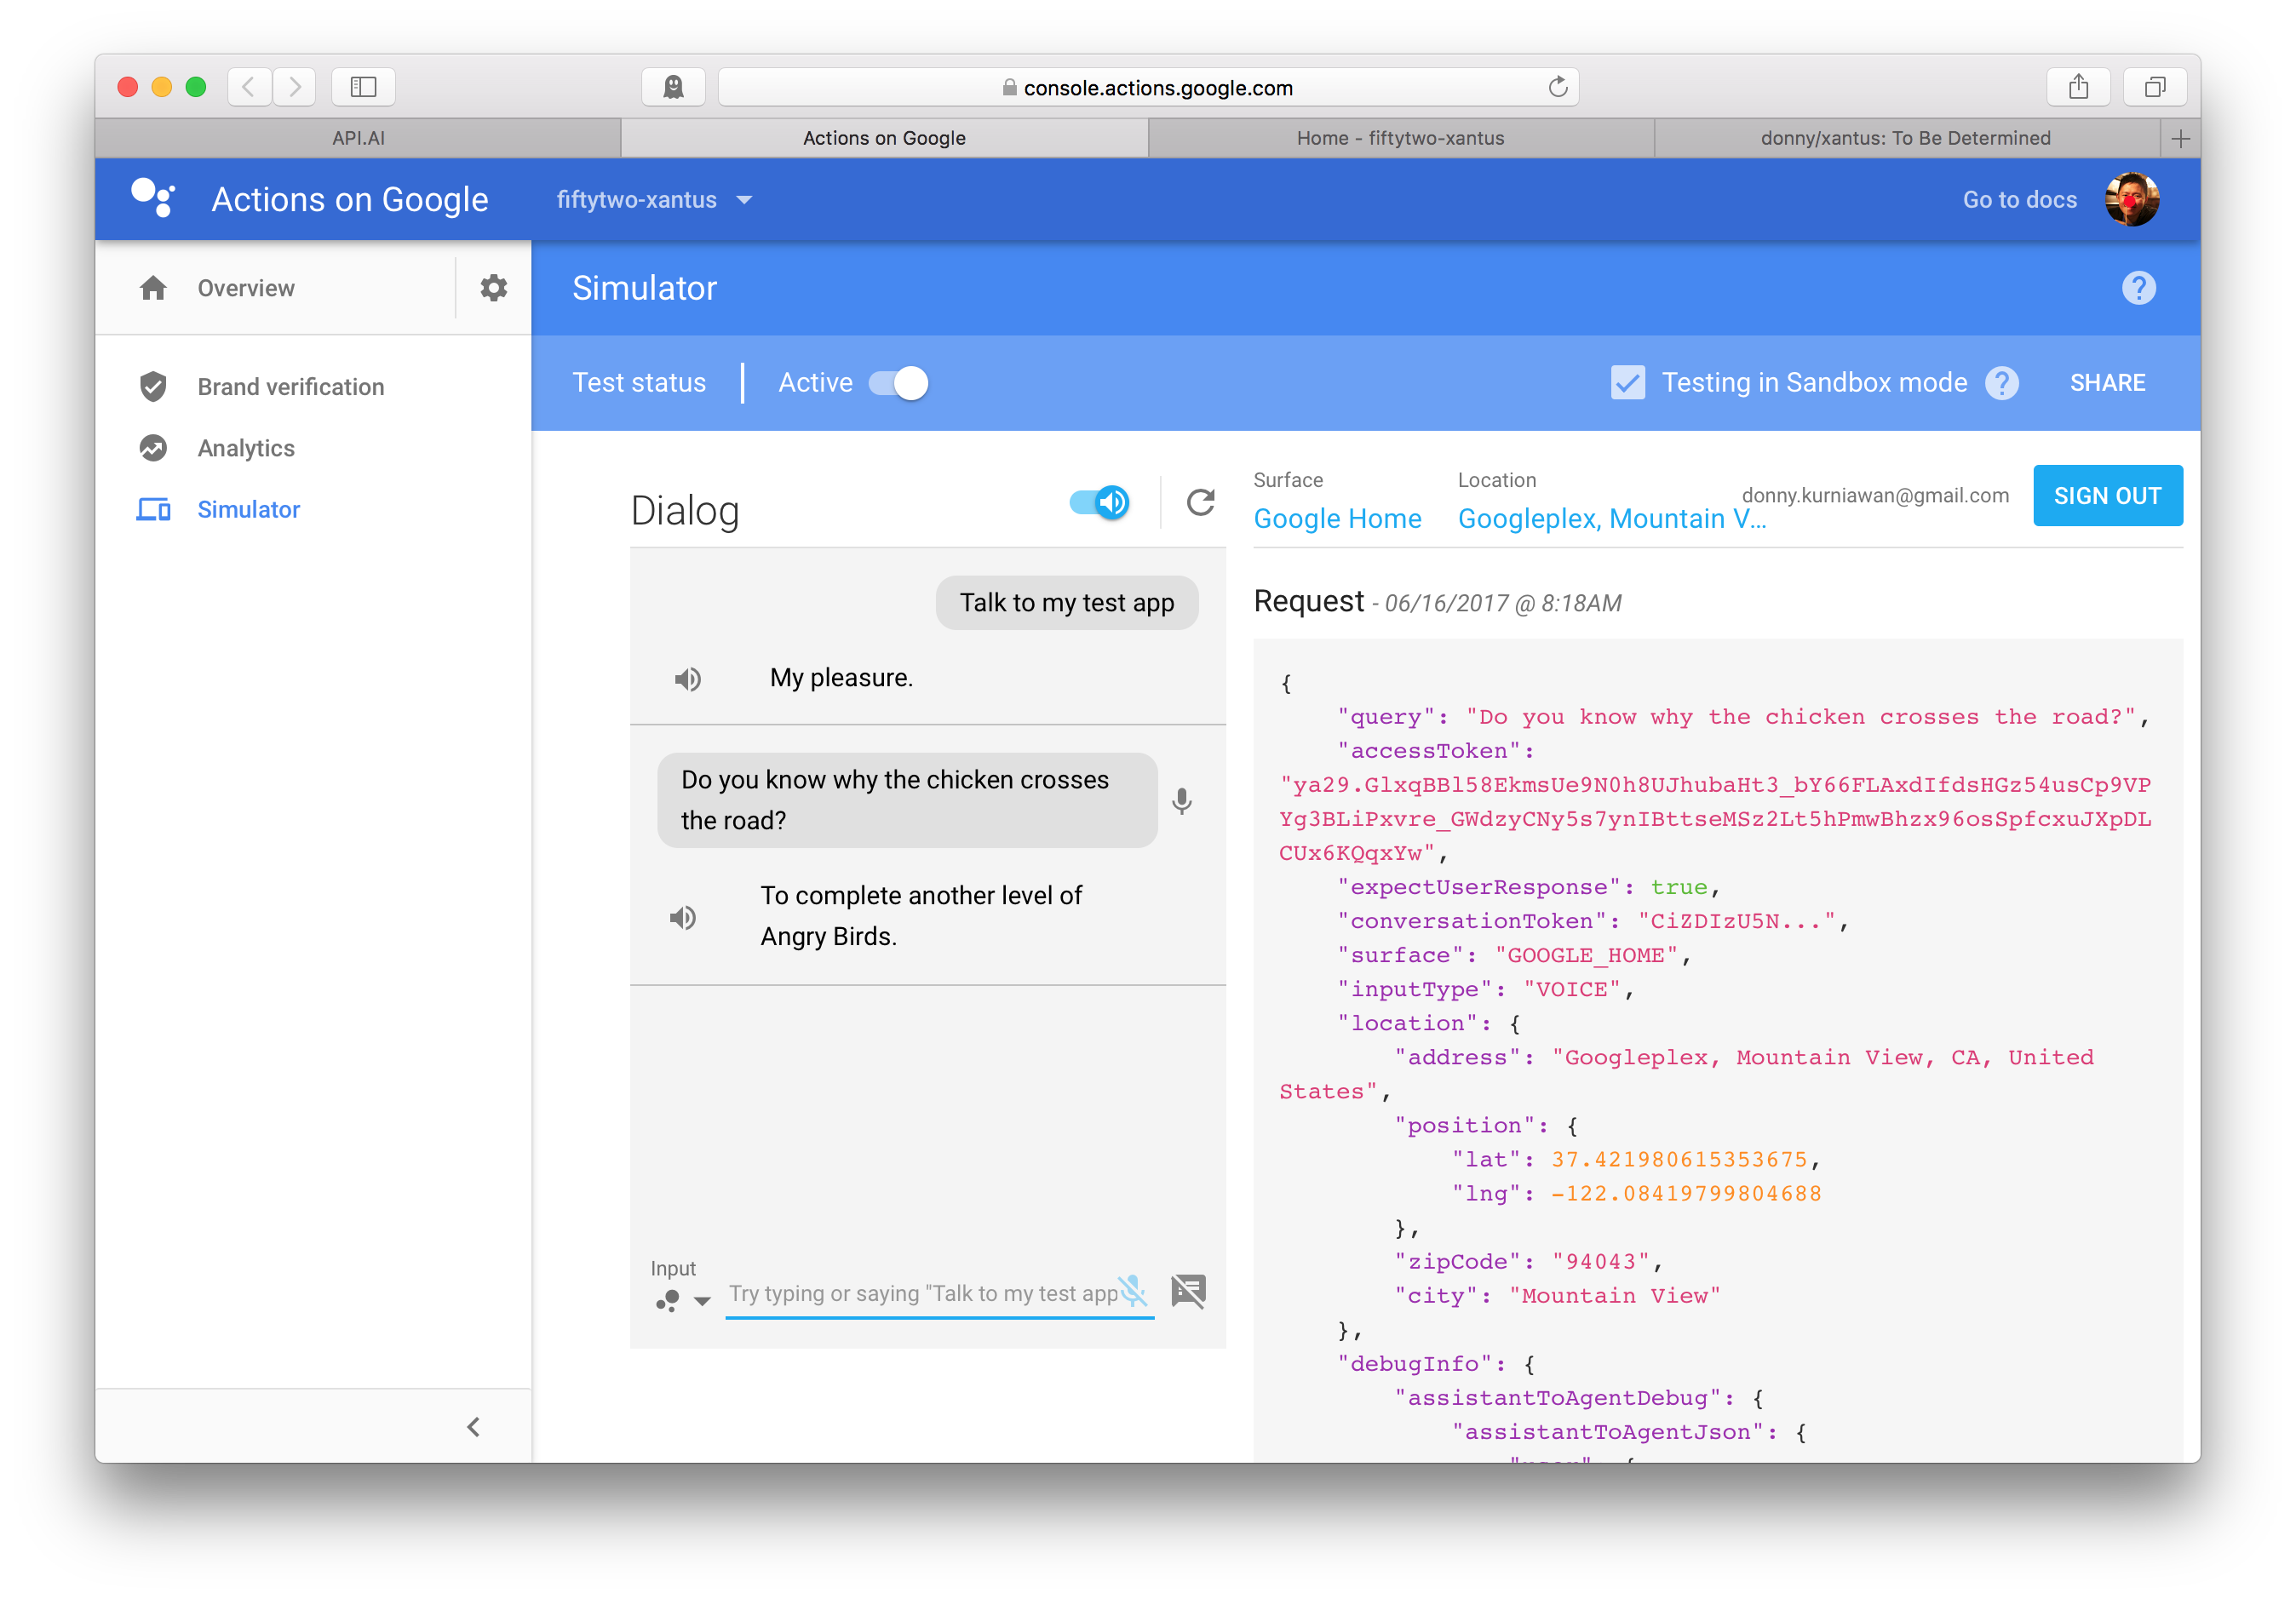 console.actions.google.com
API.AI
Actions on Google
Home - fiftytwo-xantus
donny/xantus: To Be Determined
Actions on Google
fiftytwo-xantus
Go to docs
Overview
Simulator
Brand verification
Analytics
Simulator
Test status
Active
Testing in Sandbox mode
SHARE
Dialog
Surface
Google Home
Location
Googleplex, Mountain V...
donny.kurniawan@gmail.com
SIGN OUT
Talk to my test app
My pleasure.
Do you know why the chicken crosses
the road?
To complete another level of
Angry Birds.
Input
Try typing or saying "Talk to my test app
Request - 06/16/2017 @ 8:18AM
{
"query": "Do you know why the chicken crosses the road?",
"accessToken":
"ya29.GlxqBBl58EkmsUe9N0h8UJhubaHt3_bY66FLAxdIfdsHGz54usCp9VP
Yg3BLiPxvre_GWdzyCNy5s7ynIBttseMSz2Lt5hPmwBhzx96osSpfcxuJXpDL
CUx6KQqxYw",
"expectUserResponse": true,
"conversationToken": "CiZDIzU5N...",
"surface": "GOOGLE_HOME",
"inputType": "VOICE",
"location": {
"address": "Googleplex, Mountain View, CA, United
States",
"position": {
"lat": 37.421980615353675,
"lng": -122.08419799804688
},
"zipCode": "94043",
"city": "Mountain View"
},
"debugInfo": {
"assistantToAgentDebug": {
"assistantToAgentJson": {